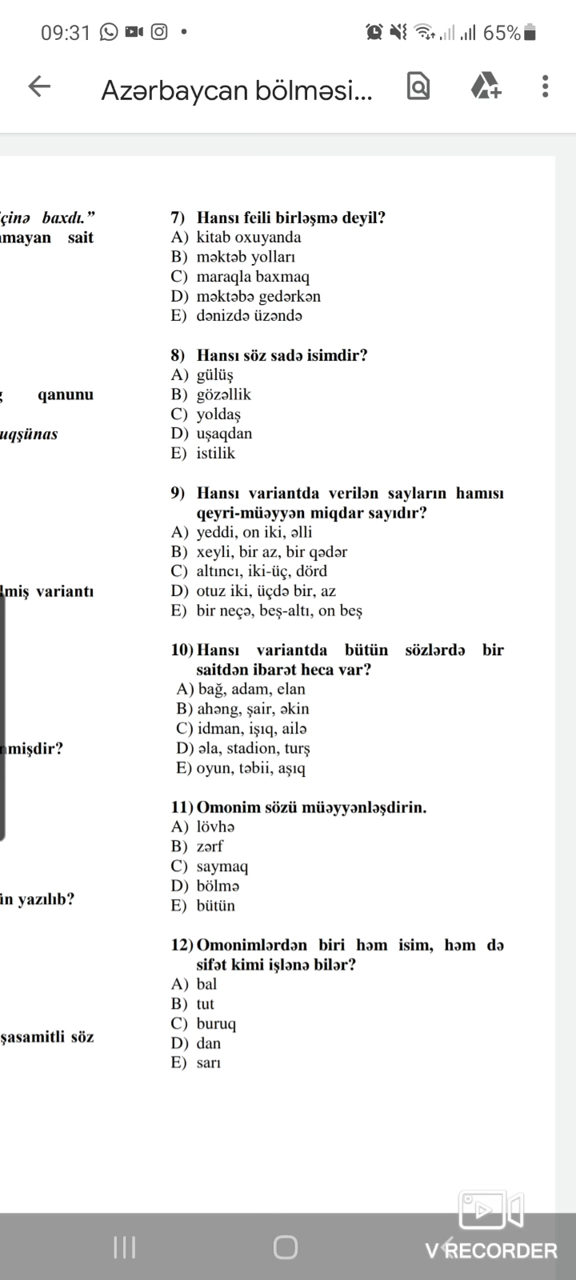 09:31
65%
Azərbaycan bölməsi...
çinə baxdı.”
mayan sait
qanunu
uqşünas
lmiş variantı
mişdir?
in yazılıb?
şasamitli söz
7) Hansı feili birləşmə deyil?
A) kitab oxuyanda
B) məktəb yolları
C) maraqla baxmaq
D) məktəbə gedərkən
E) dənizdə üzəndə
8) Hansı söz sadə isimdir?
A) gülüş
B) gözəllik
C) yoldaş
D) uşaqdan
E) istilik
9) Hansı variantda verilən sayların hamısı
qeyri-müəyyən miqdar sayıdır?
A) yeddi, on iki, əlli
B) xeyli, bir az, bir qədər
C) altıncı, iki-üç, dörd
D) otuz iki, üçdə bir, az
E) bir neçə, beş-altı, on beş
10) Hansı variantda bütün sözlərdə bir
saitdən ibarət heca var?
A) bağ, adam, elan
B) ahəng, şair, əkin
C) idman, işıq, ailə
D) əla, stadion, turş
E) oyun, təbii, aşıq
11) Omonim sözü müəyyənləşdirin.
A) lövhə
B) zərf
C) saymaq
D) bölmə
E) bütün
12) Omonimlərdən biri həm isim, həm də
sifət kimi işlənə bilər?
A) bal
B) tut
C) buruq
D) dan
E) sarı
V RECORDER